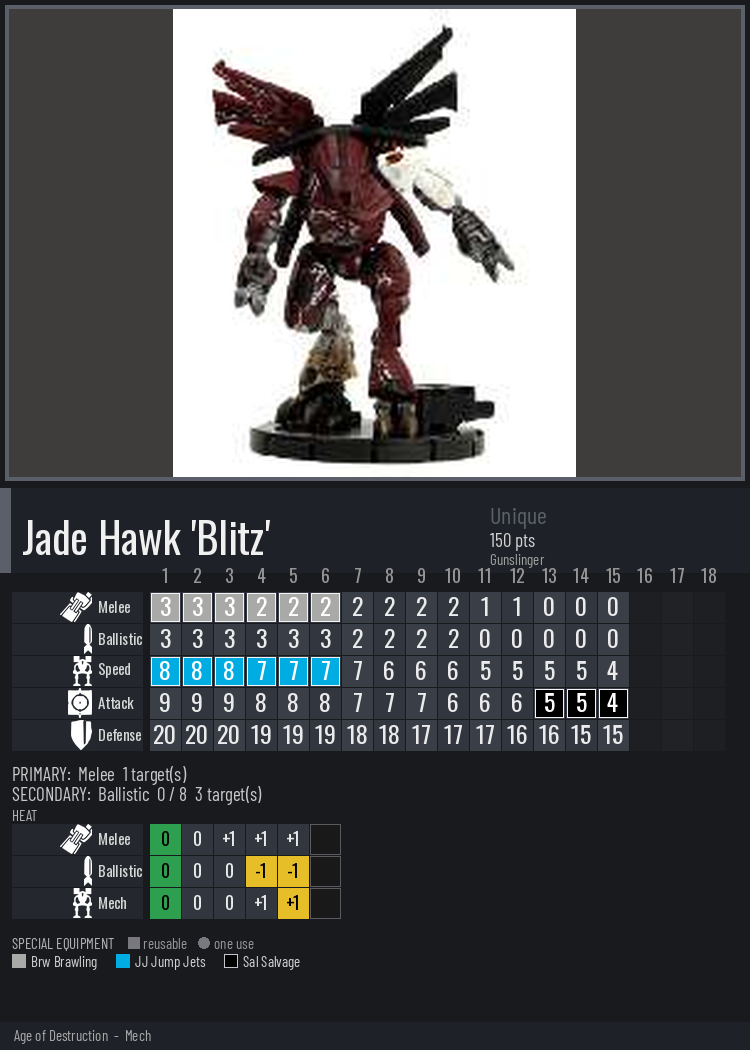 Jade Hawk 'Blitz'
Unique
150 pts
Gunslinger
1 2 3 4 5 6 7 8 9 10 11 12 13 14 15 16 17 18
Melee 3 3 3 2 2 2 2 2 2 2 1 1 0 0 0
Ballistic 3 3 3 3 3 3 2 2 2 2 0 0 0 0 0
Speed 8 8 8 7 7 7 7 6 6 6 5 5 5 5 4
Attack 9 9 9 8 8 8 7 7 7 6 6 6 5 5 4
Defense 20 20 20 19 19 19 18 18 17 17 17 16 16 15 15
PRIMARY: Melee 1 target(s)
SECONDARY: Ballistic 0 / 8 3 target(s)
HEAT
Melee 0 0 +1 +1 +1
Ballistic 0 0 0 -1 -1
Mech 0 0 0 +1 +1
SPECIAL EQUIPMENT reusable one use
Brw Brawling JJ Jump Jets Sal Salvage
Age of Destruction - Mech